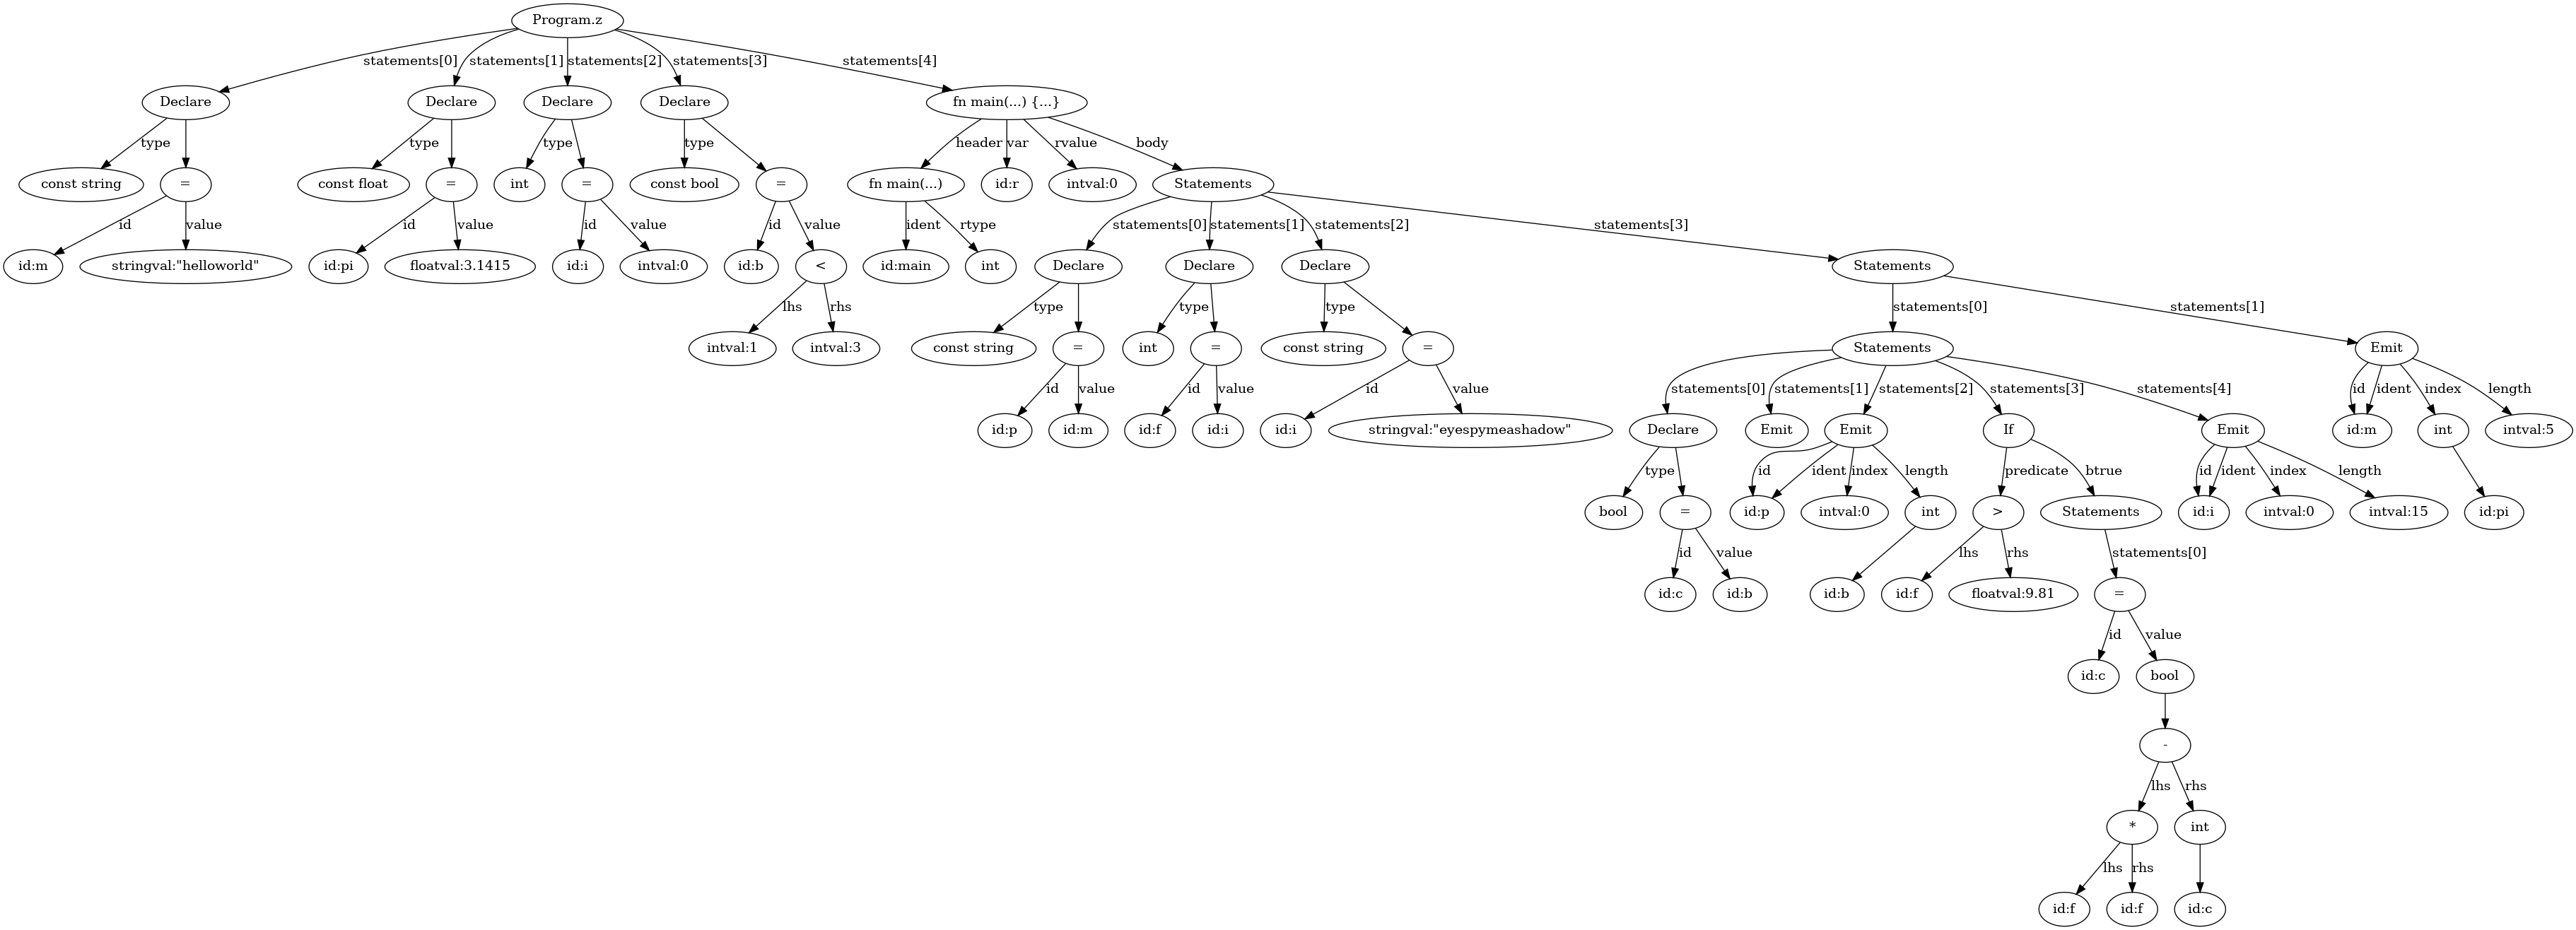 Program.z
statements[0] statements[1] statements[2] statements[3] statements[4]
Declare Declare Declare Declare fn main(...) {...}
type type type type header var rvalue body
const string = const float = int = const bool = fn main(...) id:r intval:0 Statements
id value id value id value id value ident rtype statements[0] statements[1] statements[2] statements[3]
id:m stringval:"helloworld" id:pi floatval:3.1415 id:i intval:0 id:b < id:main int Declare Declare Declare Statements
lhs rhs type type type statements[0] statements[1]
intval:1 intval:3 const string = int = const string = Statements Emit
id value id value id value statements[0] statements[1] statements[2] statements[3] statements[4] id ident index length
id:p id:m id:f id:i id:i stringval:"eyespymeashadow" Declare Emit Emit If Emit id:m int intval:5
type id ident index length predicate btrue id ident index length
bool = id:p intval:0 int > Statements id:i intval:0 intval:15 id:pi
id value lhs rhs statements[0]
id:c id:b id:b id:f floatval:9.81 =
id value
id:c bool
-
lhs rhs
* int
lhs rhs
id:f id:f id:c